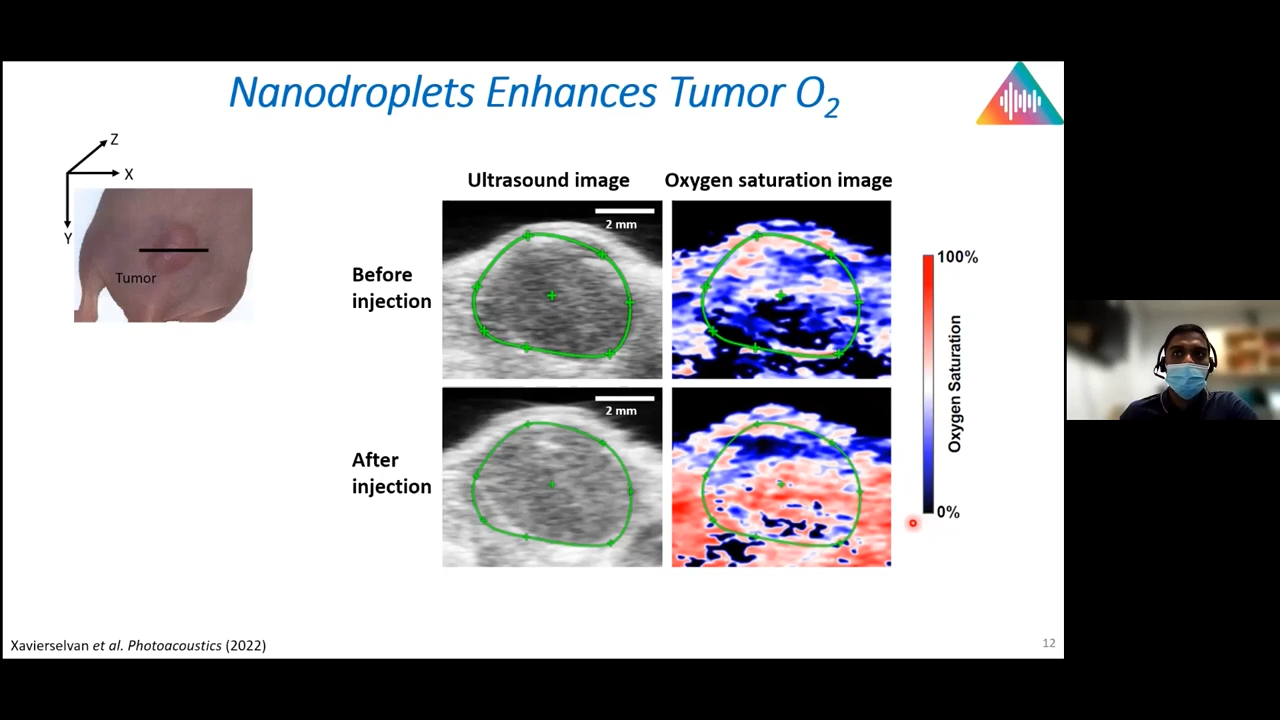 Nanodroplets Enhances Tumor O2
Z
X
Y
Tumor
Ultrasound image
Oxygen saturation image
Before
injection
2 mm
After
injection
2 mm
100%
Oxygen Saturation
0%
Xavierselvan et al. Photoacoustics (2022)
12